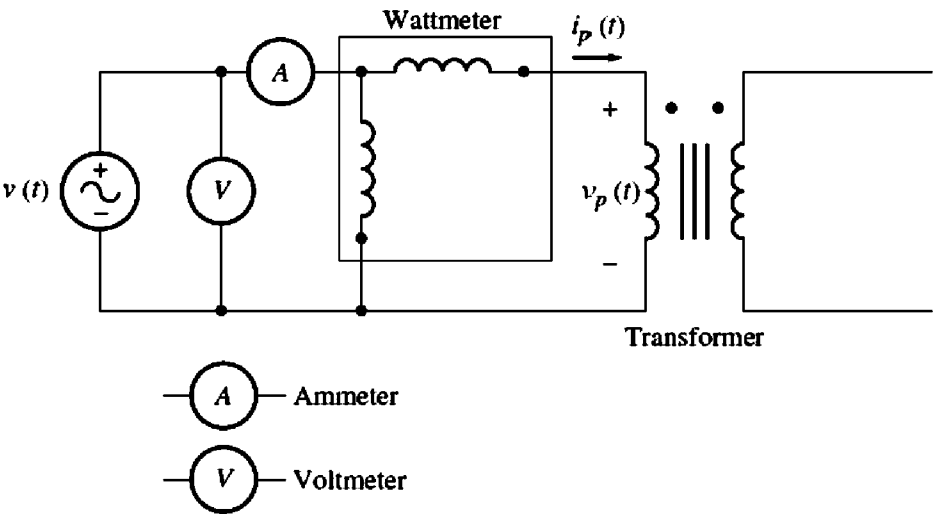 Wattmeter
i_p (t)
A
+
v (t)
+
−
V
v_p (t)
−
Transformer
A
Ammeter
V
Voltmeter